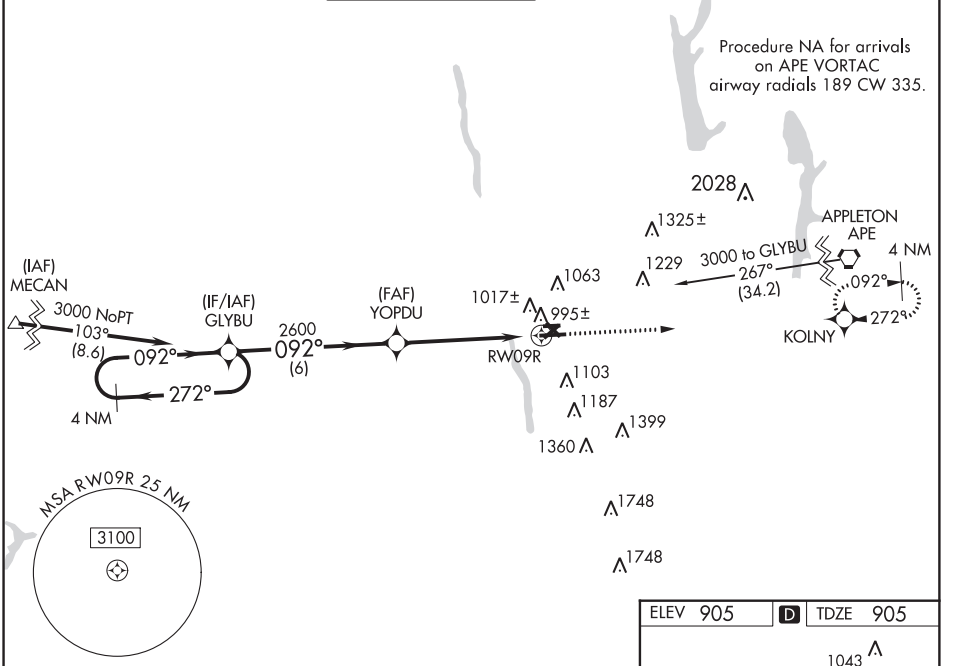 Procedure NA for arrivals
on APE VORTAC
airway radials 189 CW 335.
2028
1325±
APPLETON
APE
4 NM
3000 to GLYBU
267°
(34.2)
1229
092°
272°
KOLNY
(IAF)
MECAN
3000 NoPT
103°
(8.6)
(IF/IAF)
GLYBU
092°
272°
4 NM
2600
092°
(6)
(FAF)
YOPDU
1063
1017±
995±
RW09R
1103
1187
1399
1360
1748
1748
MSA RW09R 25 NM
3100
ELEV 905 D TDZE 905
1043